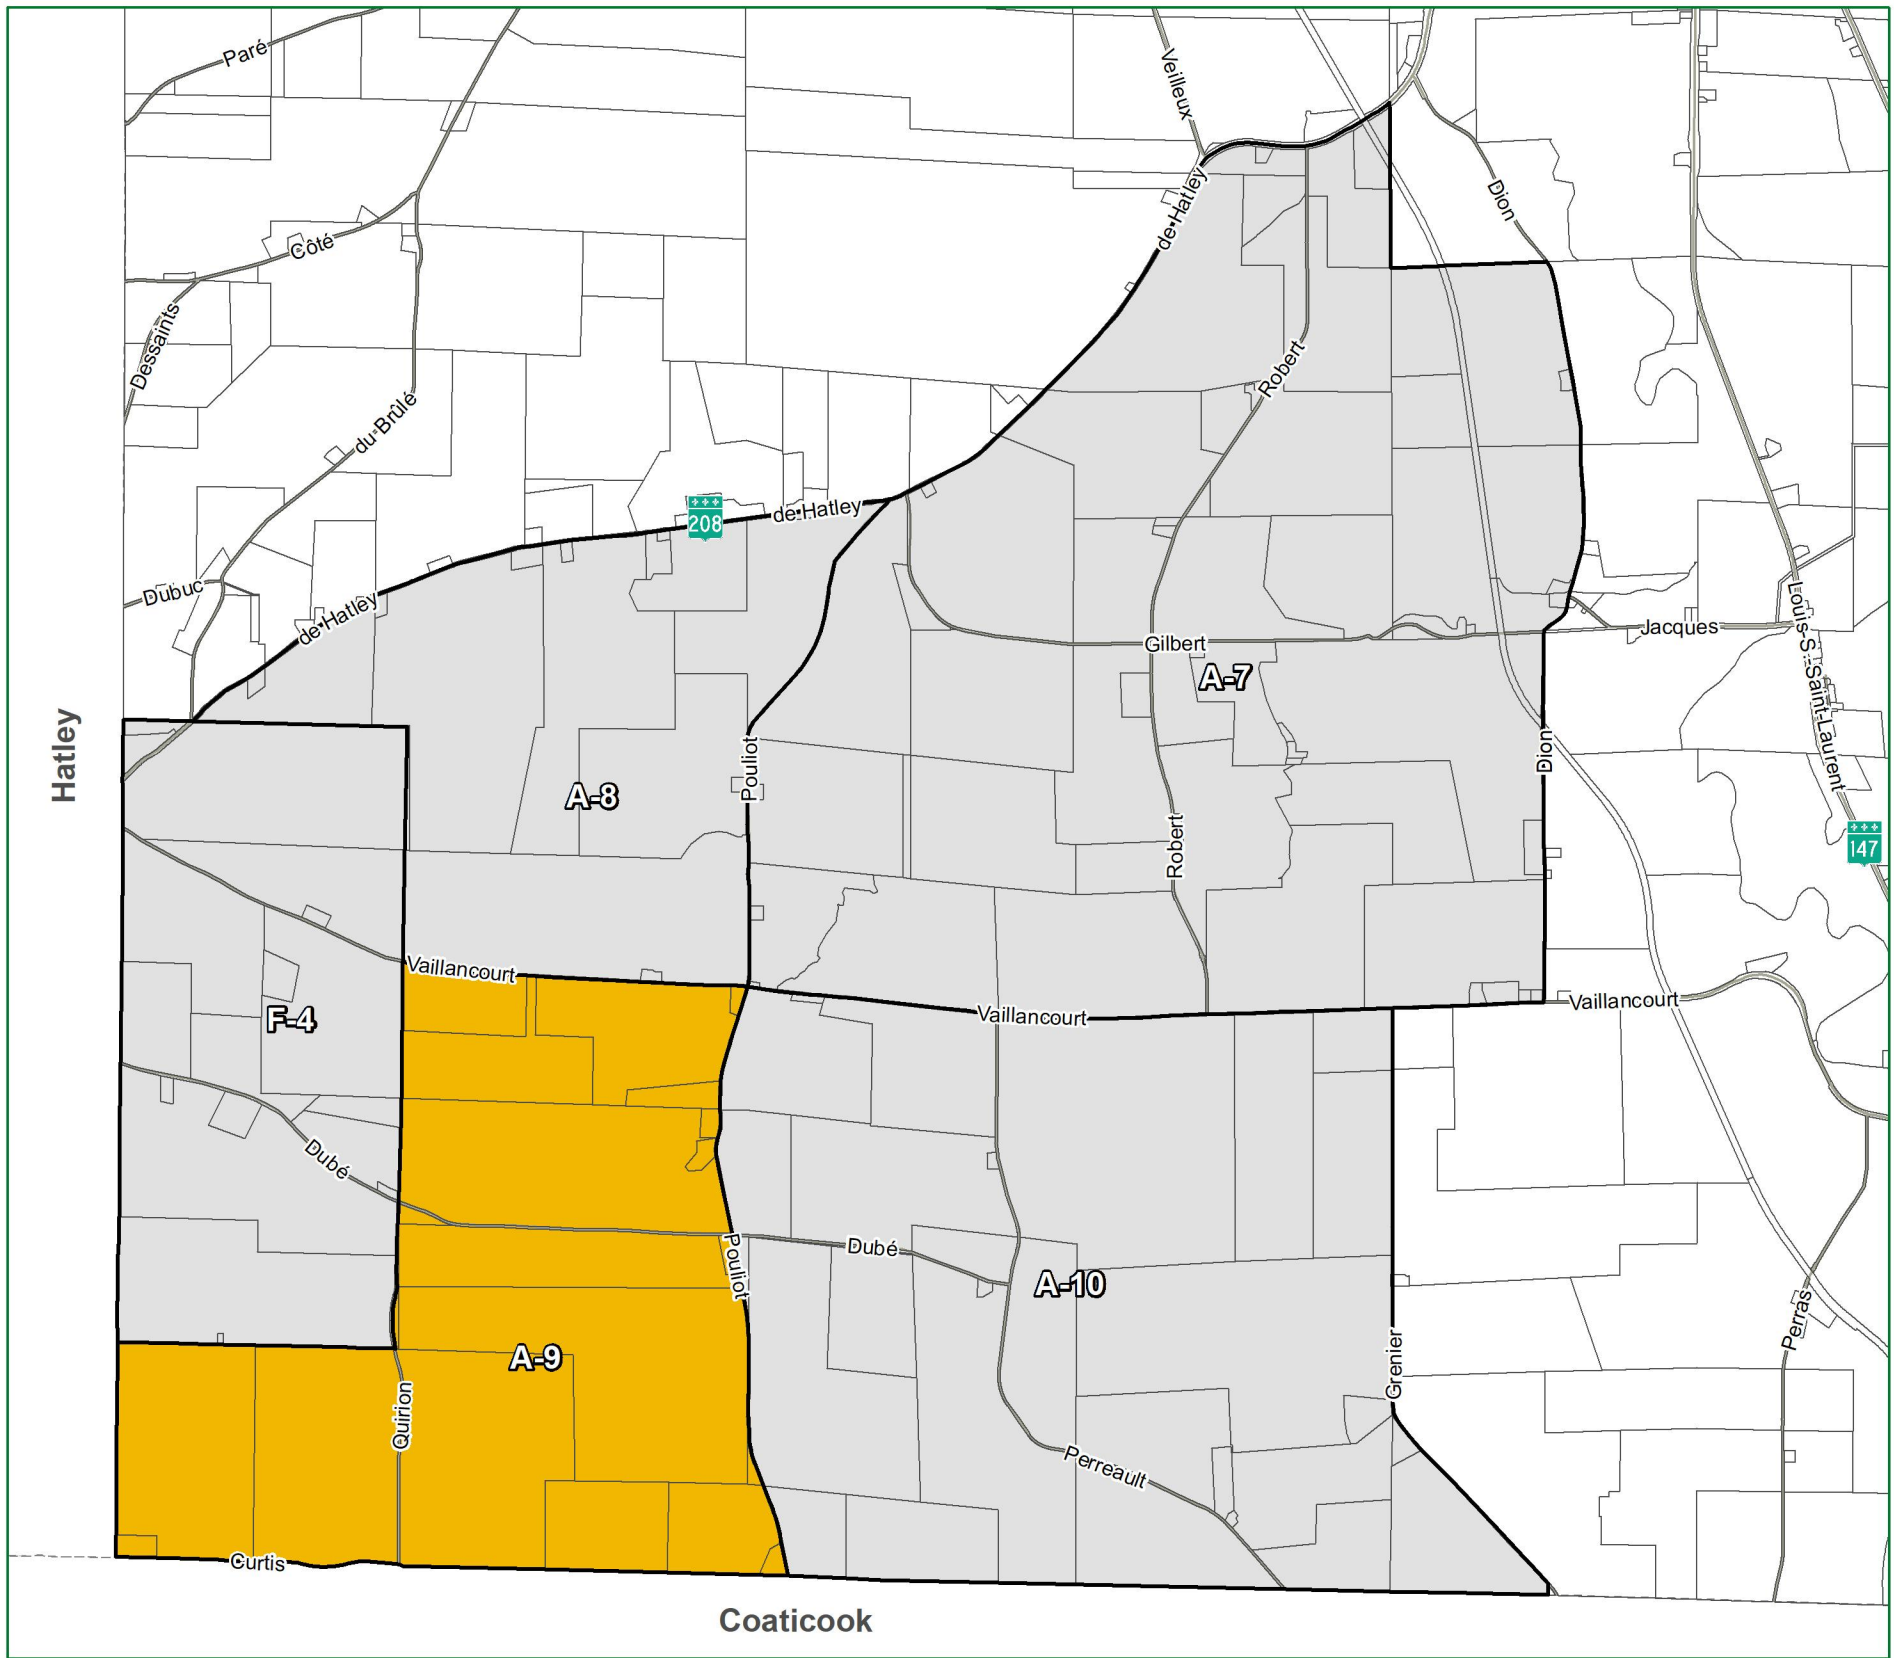 Paré
Veilleux
Dion
de Hatley
Côté
Dessaints
Robert
du Brûlé
208
de Hatley
Dubuc
de Hatley
Louis-S.-Saint-Laurent
Jacques
Gilbert
A-7
Hatley
Pouliot
Dion
A-8
Robert
147
Vaillancourt
Vaillancourt
Vaillancourt
F-4
Dubé
Dubé
Pouliot
A-10
Perras
A-9
Grenier
Quirion
Perreault
Curtis
Coaticook